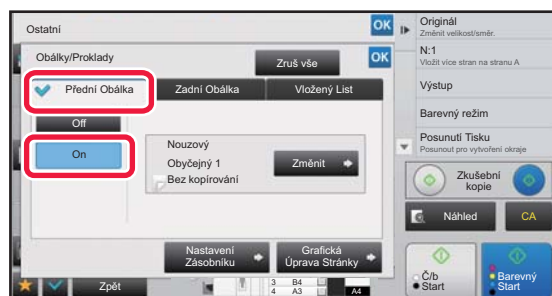 Ostatní
OK
Obálky/Proklady
Zruš vše
OK
Přední Obálka
Zadní Obálka
Vložený List
Off
On
Nouzový
Obyčejný 1
Bez kopírování
Změnit
Nastavení
Zásobníku
Grafická
Úprava Stránky
Zpět
3 B4
4 A3
A4
Originál
Změnit velikost/směr.
N:1
Vložit více stran na stranu A
Výstup
Barevný režim
Posunutí Tisku
Posunout pro vytvoření okraje
Zkušební
kopie
Náhled
CA
Č/b
Start
Barevný
Start